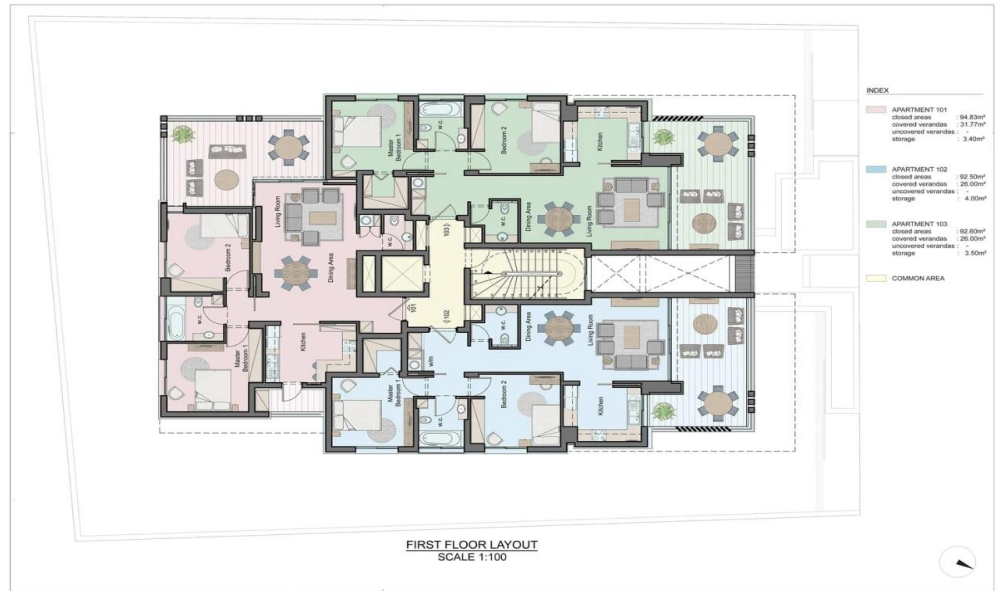 INDEX
APARTMENT 101
closed areas : 94.83m²
covered verandas : 31.77m²
uncovered verandas : -
storage : 3.40m²
APARTMENT 102
closed areas : 92.50m²
covered verandas : 26.00m²
uncovered verandas : -
storage : 4.00m²
APARTMENT 103
closed areas : 92.60m²
covered verandas : 26.00m²
uncovered verandas : -
storage : 3.50m²
COMMON AREA
Master
Bedroom 1
w.c.
Bedroom 2
Kitchen
Living Room
Dining Area
w.c.
Dining Area
Living Room
w.c.
103
Bedroom 2
w.c.
Master
Bedroom 1
Kitchen
101
102
w/m
w.c.
Dining Area
Living Room
Master
Bedroom 1
w.c.
Bedroom 2
Kitchen
FIRST FLOOR LAYOUT
SCALE 1:100